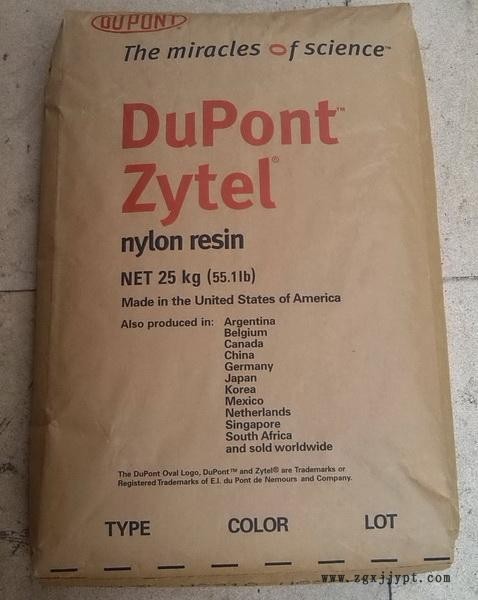 DU PONT
The miracles of science™
DuPont™
Zytel®
nylon resin
NET 25 kg (55.1lb)
Made in the United States of America
Also produced in: Argentina
Belgium
Canada
China
Germany
Japan
Korea
Mexico
Netherlands
Singapore
South Africa
and sold worldwide
The DuPont Oval Logo, DuPont™ and Zytel® are Trademarks or
Registered Trademarks of E.I. du Pont de Nemours and Company.
TYPE COLOR LOT
www.zgxjjypt.com